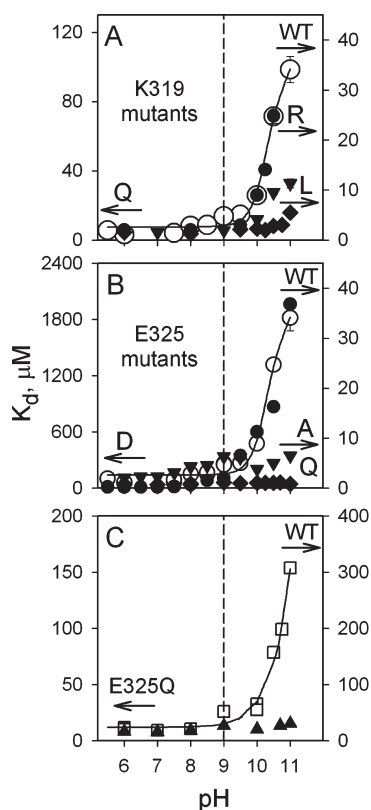 A
K319
mutants
WT
R
L
Q
120
80
40
0
40
30
20
10
0
B
E325
mutants
WT
A
Q
D
2400
1800
1200
600
0
40
30
20
10
0
C
WT
E325Q
200
150
100
50
0
400
300
200
100
0
Kd, μM
6 7 8 9 10 11
pH